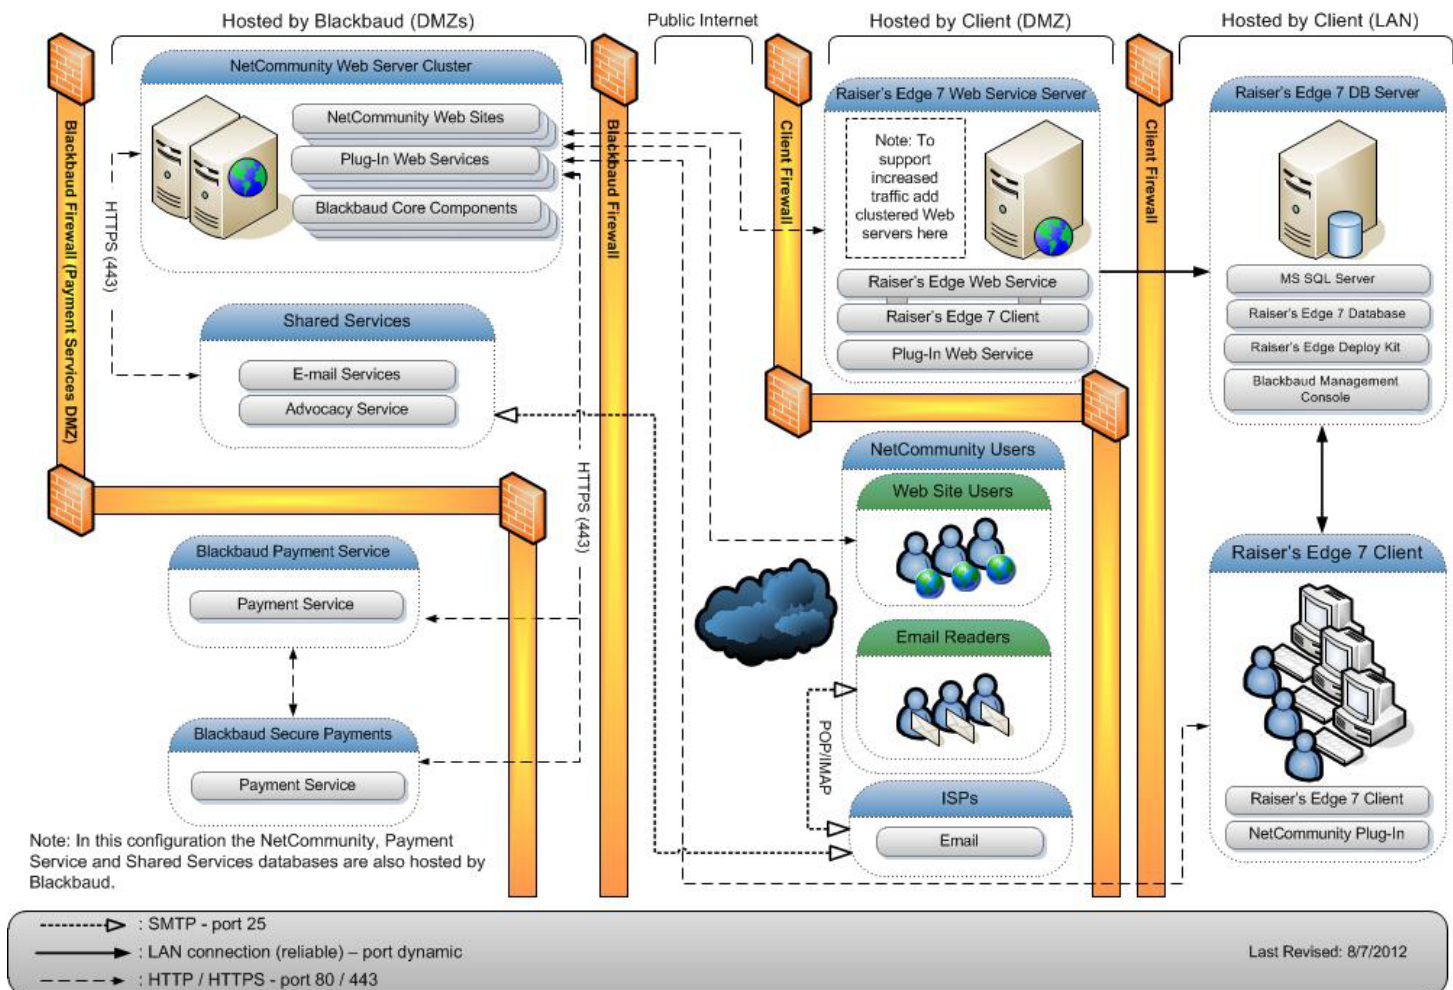 Hosted by Blackbaud (DMZs)
Public Internet
Hosted by Client (DMZ)
Hosted by Client (LAN)
Blackbaud Firewall (Payment Services DMZ)
NetCommunity Web Server Cluster
NetCommunity Web Sites
Plug-In Web Services
Blackbaud Core Components
HTTPS (443)
Shared Services
E-mail Services
Advocacy Service
HTTPS (443)
Blackbaud Payment Service
Payment Service
Blackbaud Secure Payments
Payment Service
Note: In this configuration the NetCommunity, Payment
Service and Shared Services databases are also hosted by
Blackbaud.
Blackbaud Firewall
Client Firewall
Raiser's Edge 7 Web Service Server
Note: To
support
increased
traffic add
clustered Web
servers here
Raiser's Edge Web Service
Raiser's Edge 7 Client
Plug-In Web Service
NetCommunity Users
Web Site Users
Email Readers
POP/IMAP
ISPs
Email
Client Firewall
Raiser's Edge 7 DB Server
MS SQL Server
Raiser's Edge 7 Database
Raiser's Edge Deploy Kit
Blackbaud Management
Console
Raiser's Edge 7 Client
Raiser's Edge 7 Client
NetCommunity Plug-In
: SMTP - port 25
: LAN connection (reliable) – port dynamic
: HTTP / HTTPS - port 80 / 443
Last Revised: 8/7/2012